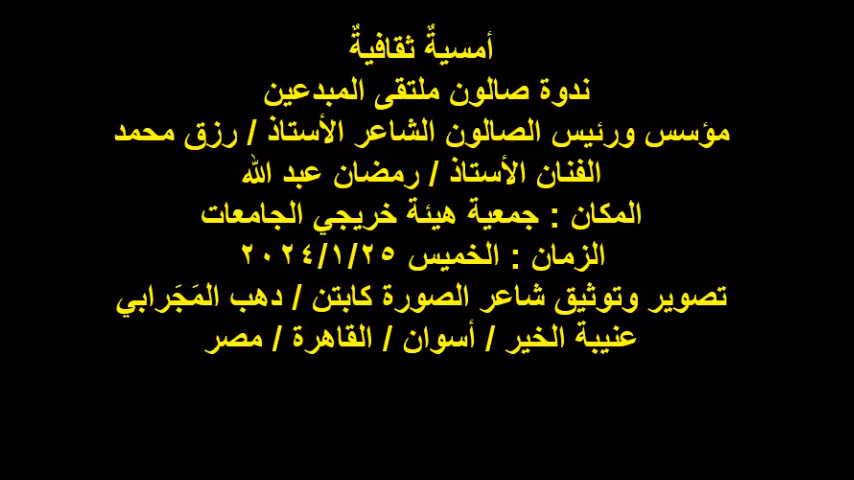 أمسيةٌ ثقافيةٌ
ندوة صالون ملتقى المبدعين
مؤسس ورئيس الصالون الشاعر الأستاذ / رزق محمد
الفنان الأستاذ / رمضان عبد الله
المكان : جمعية هيئة خريجي الجامعات
الزمان : الخميس ٢٠٢٤/١/٢٥
تصوير وتوثيق شاعر الصورة كابتن / دهب المَجَرابي
عنيبة الخير / أسوان / القاهرة / مصر